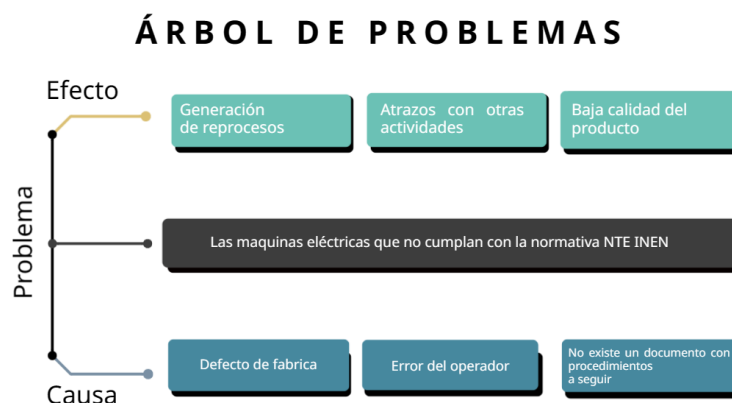 ÁRBOL DE PROBLEMAS
Efecto
Generación
de reprocesos
Atrazos con otras
actividades
Baja calidad del
producto
Problema
Las maquinas eléctricas que no cumplan con la normativa NTE INEN
Causa
Defecto de fabrica
Error del operador
No existe un documento con
procedimientos
a seguir